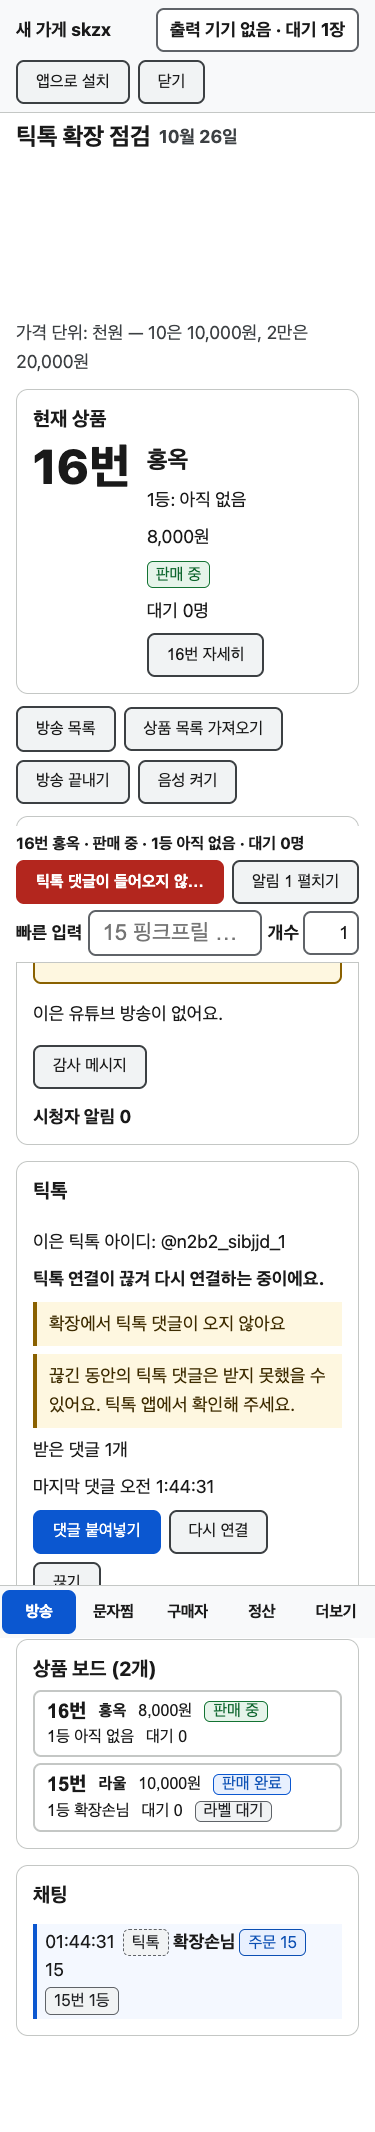 새 가게 skzx
출력 기기 없음 · 대기 1장
앱으로 설치
닫기
틱톡 확장 점검 10월 26일
가격 단위: 천원 — 10은 10,000원, 2만은
20,000원
현재 상품
16번
홍옥
1등: 아직 없음
8,000원
판매 중
대기 0명
16번 자세히
방송 목록
상품 목록 가져오기
방송 끝내기
음성 켜기
16번 홍옥 · 판매 중 · 1등 아직 없음 · 대기 0명
틱톡 댓글이 들어오지 않...
알림 1 펼치기
빠른 입력
15 핑크프릴 ...
개수
1
이은 유튜브 방송이 없어요.
감사 메시지
시청자 알림 0
틱톡
이은 틱톡 아이디: @n2b2_sibjjd_1
틱톡 연결이 끊겨 다시 연결하는 중이에요.
확장에서 틱톡 댓글이 오지 않아요
끊긴 동안의 틱톡 댓글은 받지 못했을 수
있어요. 틱톡 앱에서 확인해 주세요.
받은 댓글 1개
마지막 댓글 오전 1:44:31
댓글 붙여넣기
다시 연결
끊기
방송
문자찜
구매자
정산
더보기
상품 보드 (2개)
16번 홍옥 8,000원 판매 중
1등 아직 없음 대기 0
15번 라울 10,000원 판매 완료
1등 확장손님 대기 0 라벨 대기
채팅
01:44:31 틱톡 확장손님 주문 15
15
15번 1등